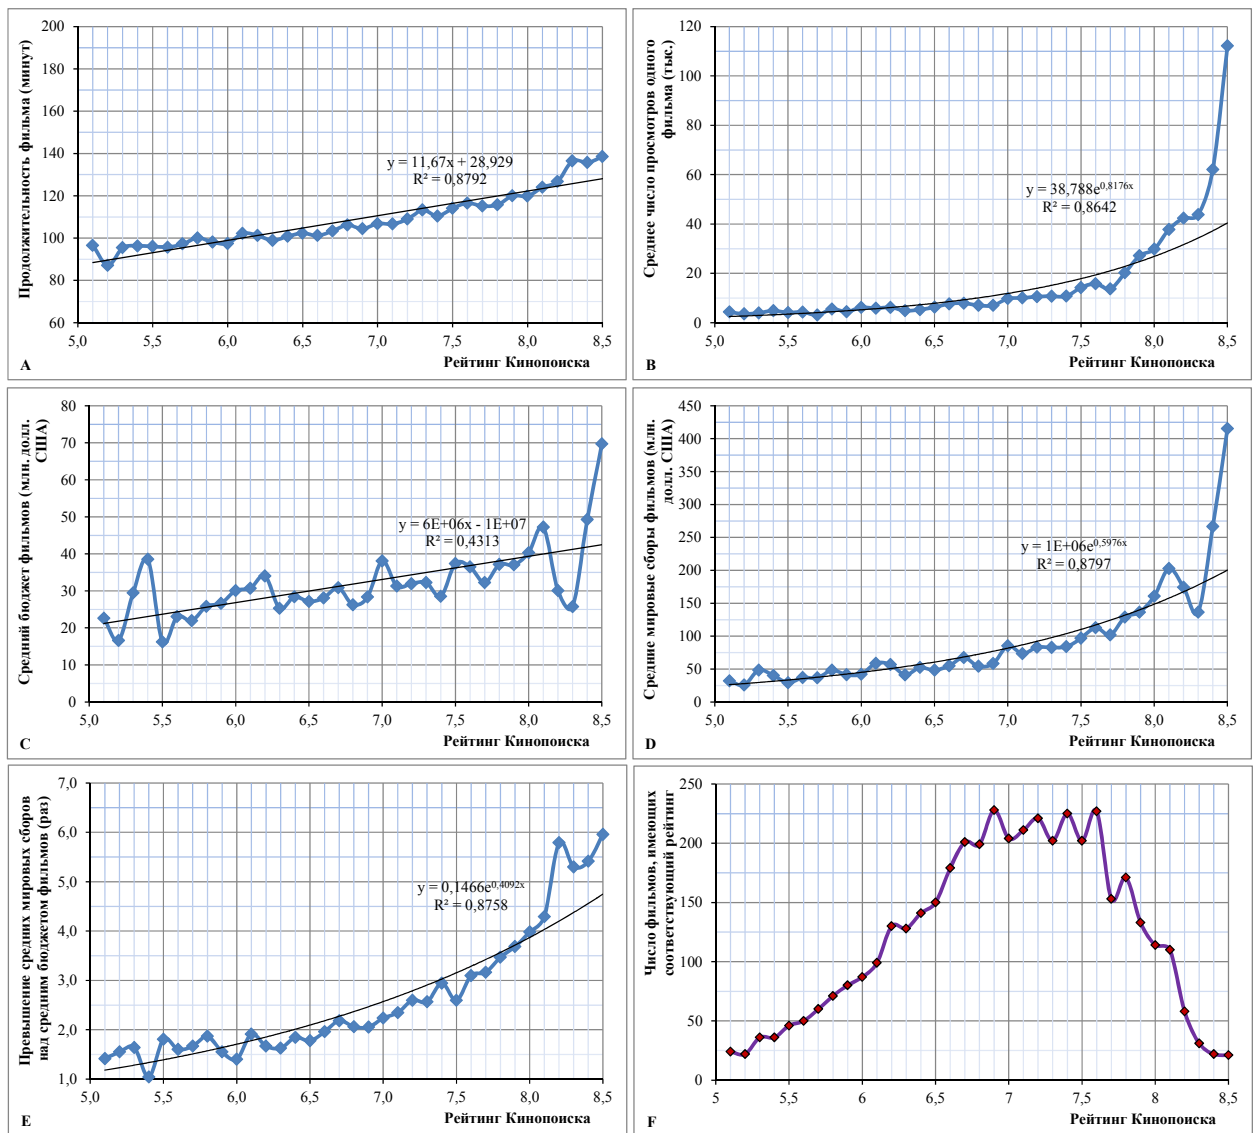 Продолжительность фильма (минут)
200
180
160
140
120
100
80
60
y = 11,67x + 28,929
R² = 0,8792
5,0
5,5
6,0
6,5
7,0
7,5
8,0
8,5
A
Рейтинг Кинопоиска
Среднее число просмотров одного
фильма (тыс.)
120
100
80
60
40
20
0
y = 38,788e0,8176x
R² = 0,8642
5,0
5,5
6,0
6,5
7,0
7,5
8,0
8,5
B
Рейтинг Кинопоиска
Средний бюджет фильмов (млн. долл.
США)
80
70
60
50
40
30
20
10
0
y = 6E+06x - 1E+07
R² = 0,4313
5,0
5,5
6,0
6,5
7,0
7,5
8,0
8,5
C
Рейтинг Кинопоиска
Средние мировые сборы фильмов (млн.
долл. США)
450
400
350
300
250
200
150
100
50
0
y = 1E+06e0,5976x
R² = 0,8797
5,0
5,5
6,0
6,5
7,0
7,5
8,0
8,5
D
Рейтинг Кинопоиска
Превышение средних мировых сборов
над средним бюджетом фильмов (раз)
7,0
6,0
5,0
4,0
3,0
2,0
1,0
y = 0,1466e0,4092x
R² = 0,8758
5,0
5,5
6,0
6,5
7,0
7,5
8,0
8,5
E
Рейтинг Кинопоиска
Число фильмов, имеющих
соответствующий рейтинг
250
200
150
100
50
0
5
5,5
6
6,5
7
7,5
8
8,5
F
Рейтинг Кинопоиска